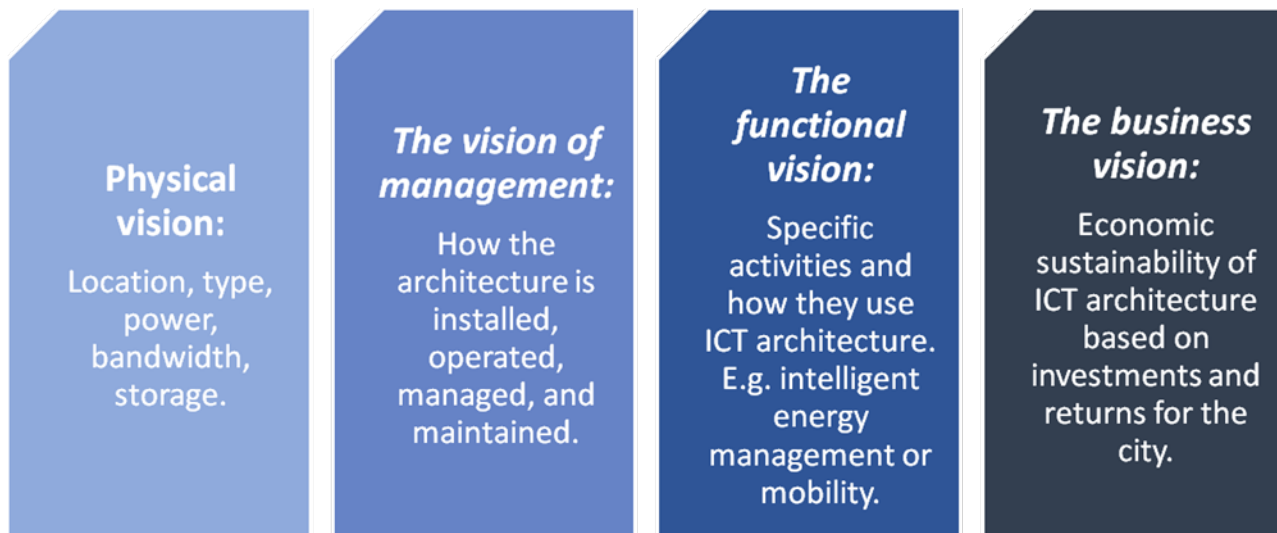 Physical
vision:
Location, type,
power,
bandwidth,
storage.
The vision of
management:
How the
architecture is
installed,
operated,
managed, and
maintained.
The
functional
vision:
Specific
activities and
how they use
ICT architecture.
E.g. intelligent
energy
management or
mobility.
The business
vision:
Economic
sustainability of
ICT architecture
based on
investments and
returns for the
city.